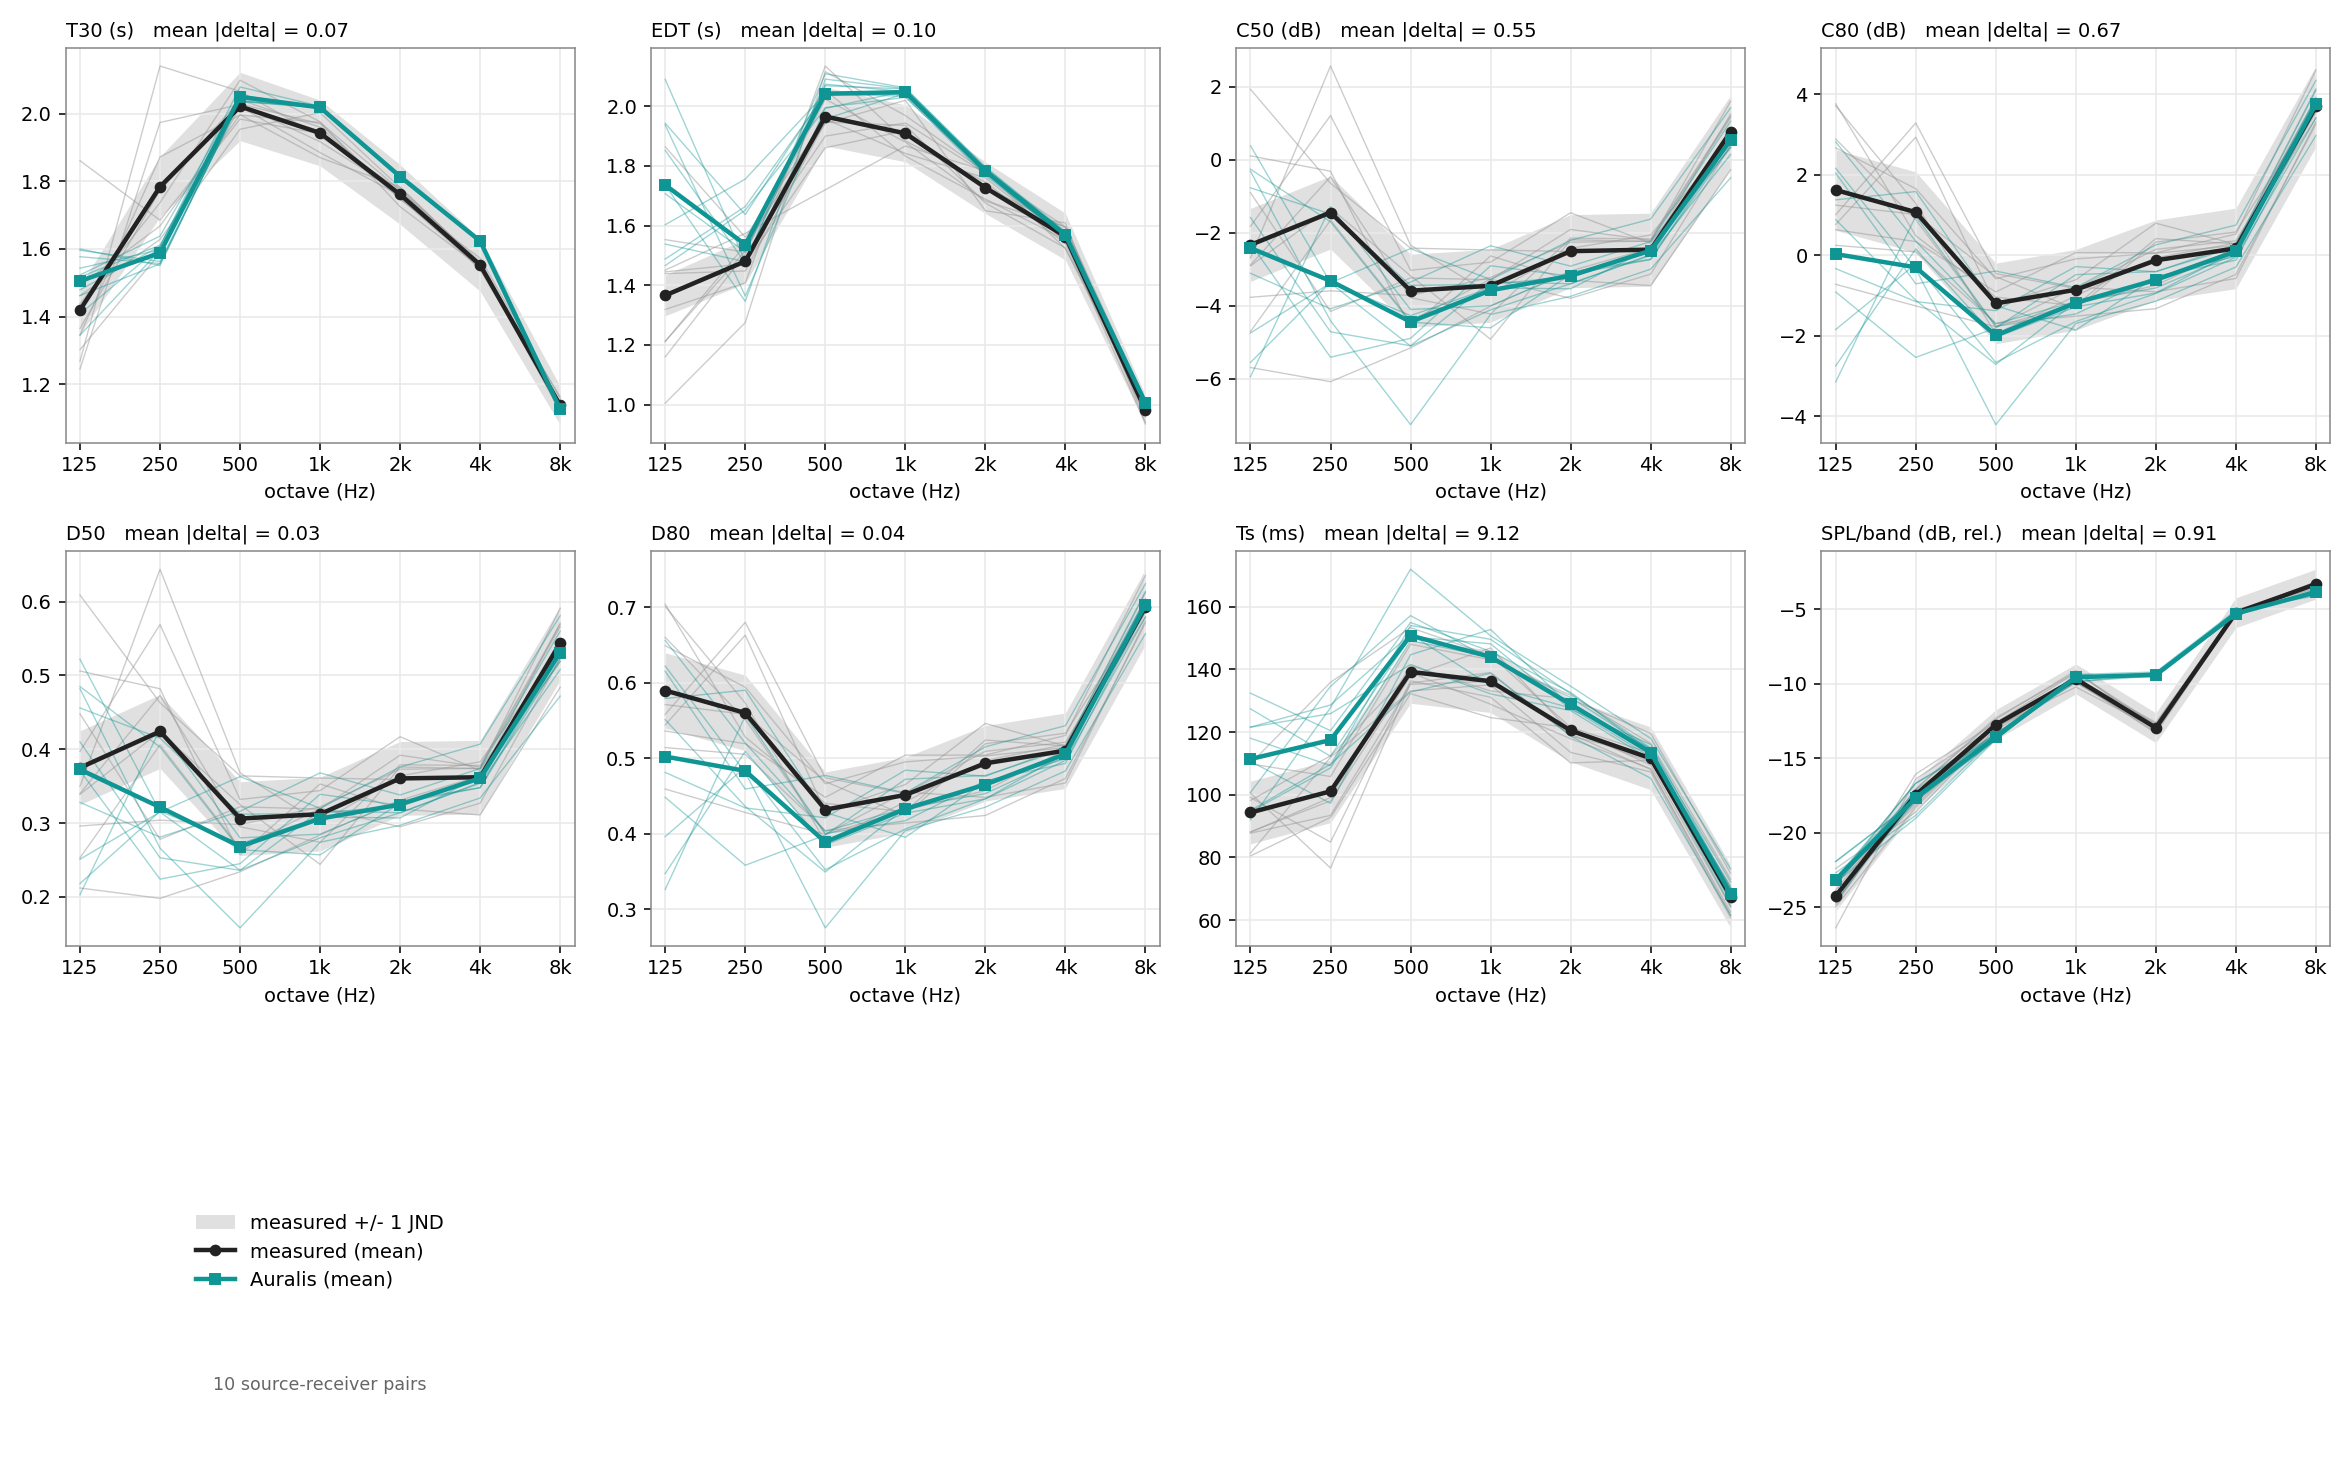 T30 (s)   mean |delta| = 0.07
2.0
1.8
1.6
1.4
1.2
125 250 500 1k 2k 4k 8k
octave (Hz)
EDT (s)   mean |delta| = 0.10
2.0
1.8
1.6
1.4
1.2
1.0
125 250 500 1k 2k 4k 8k
octave (Hz)
C50 (dB)   mean |delta| = 0.55
2
0
−2
−4
−6
125 250 500 1k 2k 4k 8k
octave (Hz)
C80 (dB)   mean |delta| = 0.67
4
2
0
−2
−4
125 250 500 1k 2k 4k 8k
octave (Hz)
D50   mean |delta| = 0.03
0.6
0.5
0.4
0.3
0.2
125 250 500 1k 2k 4k 8k
octave (Hz)
D80   mean |delta| = 0.04
0.7
0.6
0.5
0.4
0.3
125 250 500 1k 2k 4k 8k
octave (Hz)
Ts (ms)   mean |delta| = 9.12
160
140
120
100
80
60
125 250 500 1k 2k 4k 8k
octave (Hz)
SPL/band (dB, rel.)   mean |delta| = 0.91
−5
−10
−15
−20
−25
125 250 500 1k 2k 4k 8k
octave (Hz)
measured +/- 1 JND
measured (mean)
Auralis (mean)
10 source-receiver pairs